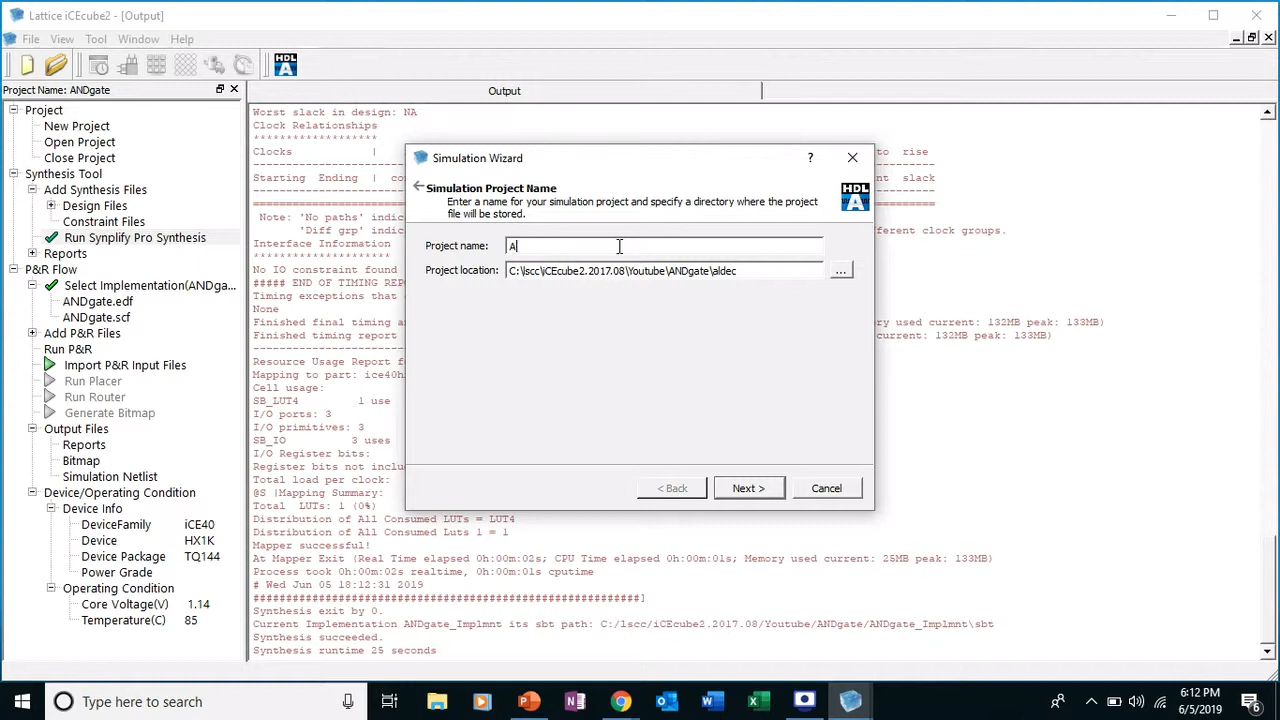 Lattice iCEcube2 - [Output]
File View Tool Window Help
HDL
A
Project Name: ANDgate
Project
New Project
Open Project
Close Project
Synthesis Tool
Add Synthesis Files
Design Files
Constraint Files
Run Symplify Pro Synthesis
Reports
P&R Flow
Select Implementation(ANDga...
ANDgate.edf
ANDgate.scf
Add P&R Files
Run P&R
Import P&R Input Files
Run Placer
Run Router
Generate Bitmap
Output Files
Reports
Bitmap
Simulation Netlist
Device/Operating Condition
Device Info
DeviceFamily iCE40
Device HX1K
Device Package TQ144
Power Grade
Operating Condition
Core Voltage(V) 1.14
Temperature(C) 85
Output
Worst slack in design: NA
Clock Relationships
*******************
Clocks | to rise
Starting Ending | slack
Note: 'No paths' indic
'Diff grp' indic fferent clock groups.
Interface Information
*********************
No IO constraint found
##### END OF TIMING REP
Timing exceptions that
None
Finished final timing a ry used current: 132MB peak: 133MB)
Finished timing report current: 132MB peak: 133MB)
Resource Usage Report f
Mapping to part: ice40h
Cell usage:
SB_LUT4 1 use
I/O ports: 3
I/O primitives: 3
SB_IO 3 uses
I/O Register bits:
Register bits not inclu
Total load per clock:
@S |Mapping Summary:
Total LUTs: 1 (0%)
Distribution of All Consumed LUTs = LUT4
Distribution of All Consumed Luts 1 = 1
Mapper successful!
At Mapper Exit (Real Time elapsed 0h:00m:02s; CPU Time elapsed 0h:00m:01s; Memory used current: 25MB peak: 133MB)
Process took 0h:00m:02s realtime, 0h:00m:01s cputime
# Wed Jun 05 18:12:31 2019
###########################################################]
Synthesis exit by 0.
Current Implementation ANDgate_Implmnt its sbt path: C:/lscc/iCEcube2.2017.08/Youtube/ANDgate/ANDgate_Implmnt\sbt
Synthesis succeeded.
Synthesis runtime 25 seconds
Simulation Wizard
?
Simulation Project Name
Enter a name for your simulation project and specify a directory where the project
file will be stored.
HDL
A
Project name: A
Project location: C:\lscc\iCEcube2.2017.08\Youtube\ANDgate\aldec
...
< Back Next > Cancel
Type here to search
6:12 PM
6/5/2019
6